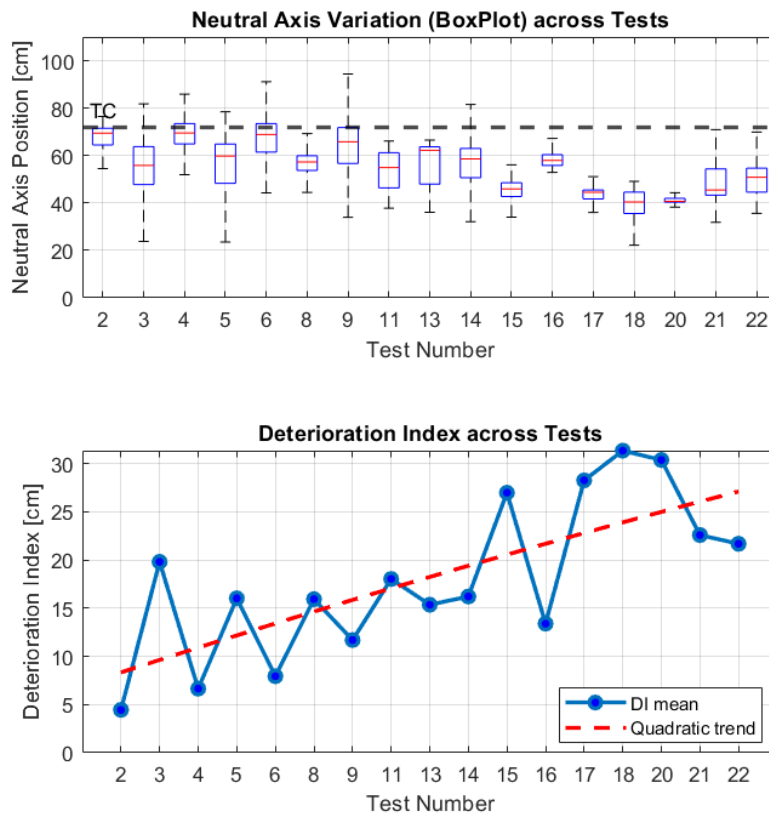 Neutral Axis Variation (BoxPlot) across Tests
Neutral Axis Position [cm]
100
80
60
40
20
0
TC
2 3 4 5 6 8 9 11 13 14 15 16 17 18 20 21 22
Test Number
Deterioration Index across Tests
Deterioration Index [cm]
30
25
20
15
10
5
0
DI mean
Quadratic trend
2 3 4 5 6 8 9 11 13 14 15 16 17 18 20 21 22
Test Number